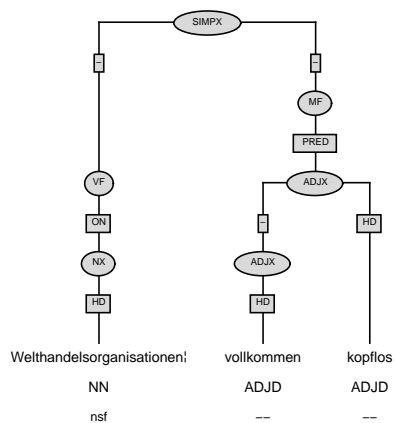 SIMPX
– –
MF
PRED
VF ADJX
ON – HD
NX ADJX
HD HD
Welthandelsorganisationen¦ vollkommen kopflos
NN ADJD ADJD
nsf −− −−